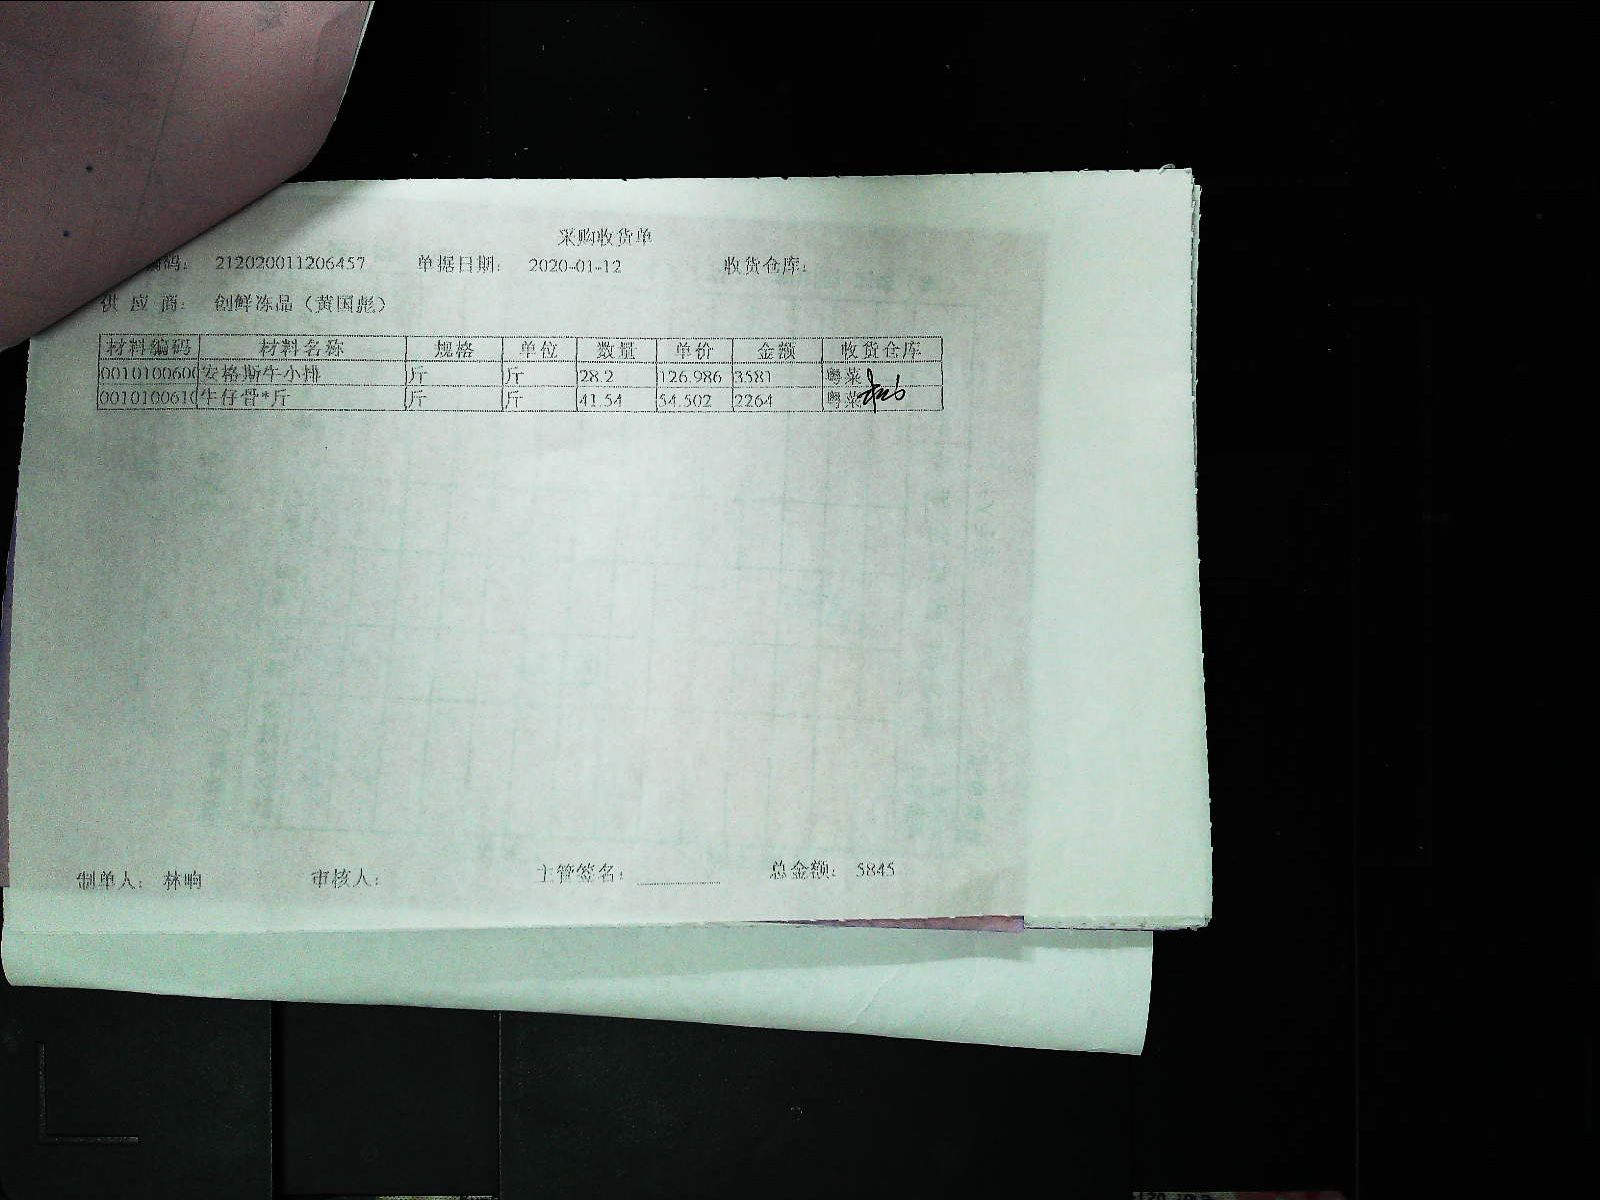 采购收货单
编码： 212020011206457 单据日期： 2020-01-12 收货仓库：
供 应 商： 创鲜冻品（黄国彪）
材料编码 材料名称 规格 单位 数量 单价 金额 收货仓库
0010100600 安格斯牛小排 斤 斤 28.2 126.986 3581 粤菜
0010100610 牛仔骨*斤 斤 斤 41.54 54.502 2264 粤菜
制单人： 林响 审核人： 主管签名： 总金额： 5845